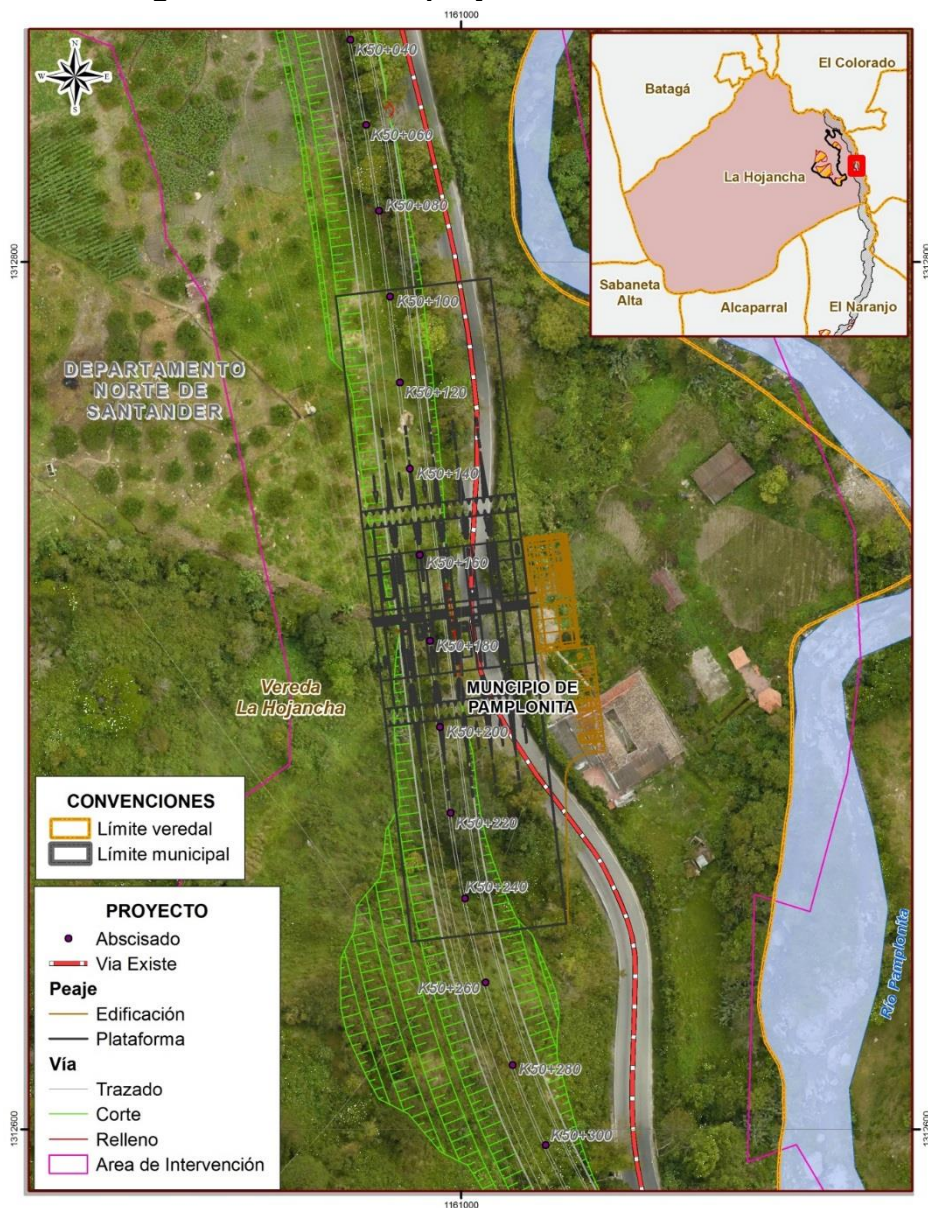 1161000
N
W
E
S
K50+040
K50+060
K50+080
K50+100
K50+120
K50+140
K50+160
K50+180
K50+200
K50+220
K50+240
K50+260
K50+280
K50+300
El Colorado
Batagá
La Hojancha
Sabaneta
Alta
Alcaparral
El Naranjo
1312800
1312800
DEPARTAMENTO
NORTE DE
SANTANDER
Vereda
La Hojancha
MUNCIPIO DE
PAMPLONITA
Río Pamplonita
CONVENCIONES
Límite veredal
Límite municipal
PROYECTO
Abscisado
Via Existe
Peaje
Edificación
Plataforma
Vía
Trazado
Corte
Relleno
Area de Intervención
1312600
1312600
1161000